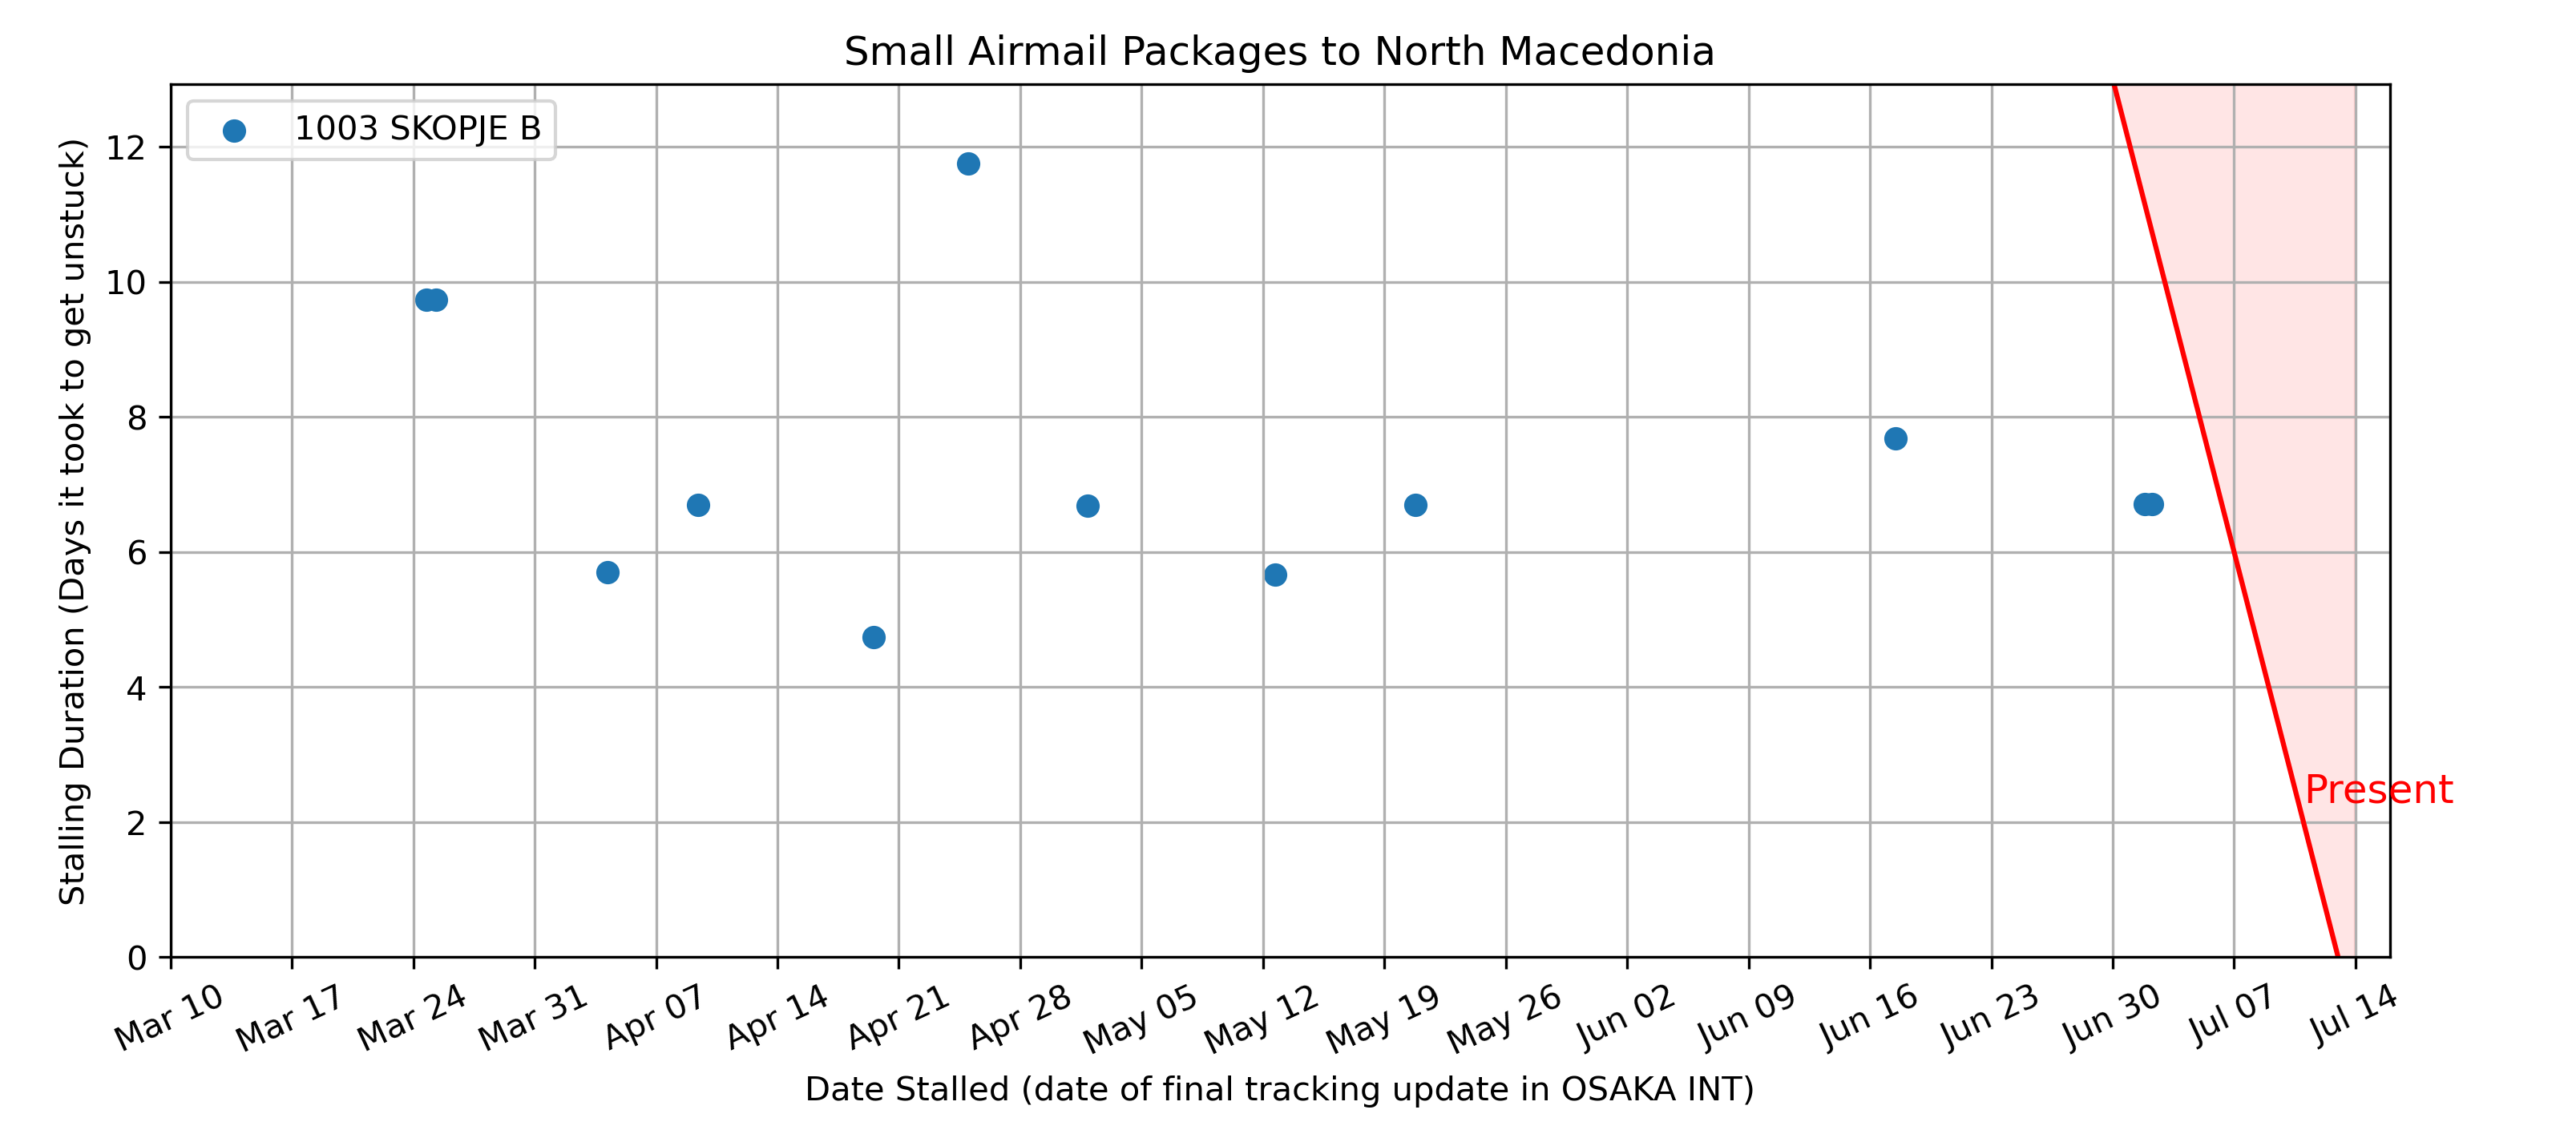 Small Airmail Packages to North Macedonia
1003 SKOPJE B
Stalling Duration (Days it took to get unstuck)
12
10
8
6
4
2
0
Present
Mar 10
Mar 17
Mar 24
Mar 31
Apr 07
Apr 14
Apr 21
Apr 28
May 05
May 12
May 19
May 26
Jun 02
Jun 09
Jun 16
Jun 23
Jun 30
Jul 07
Jul 14
Date Stalled (date of final tracking update in OSAKA INT)